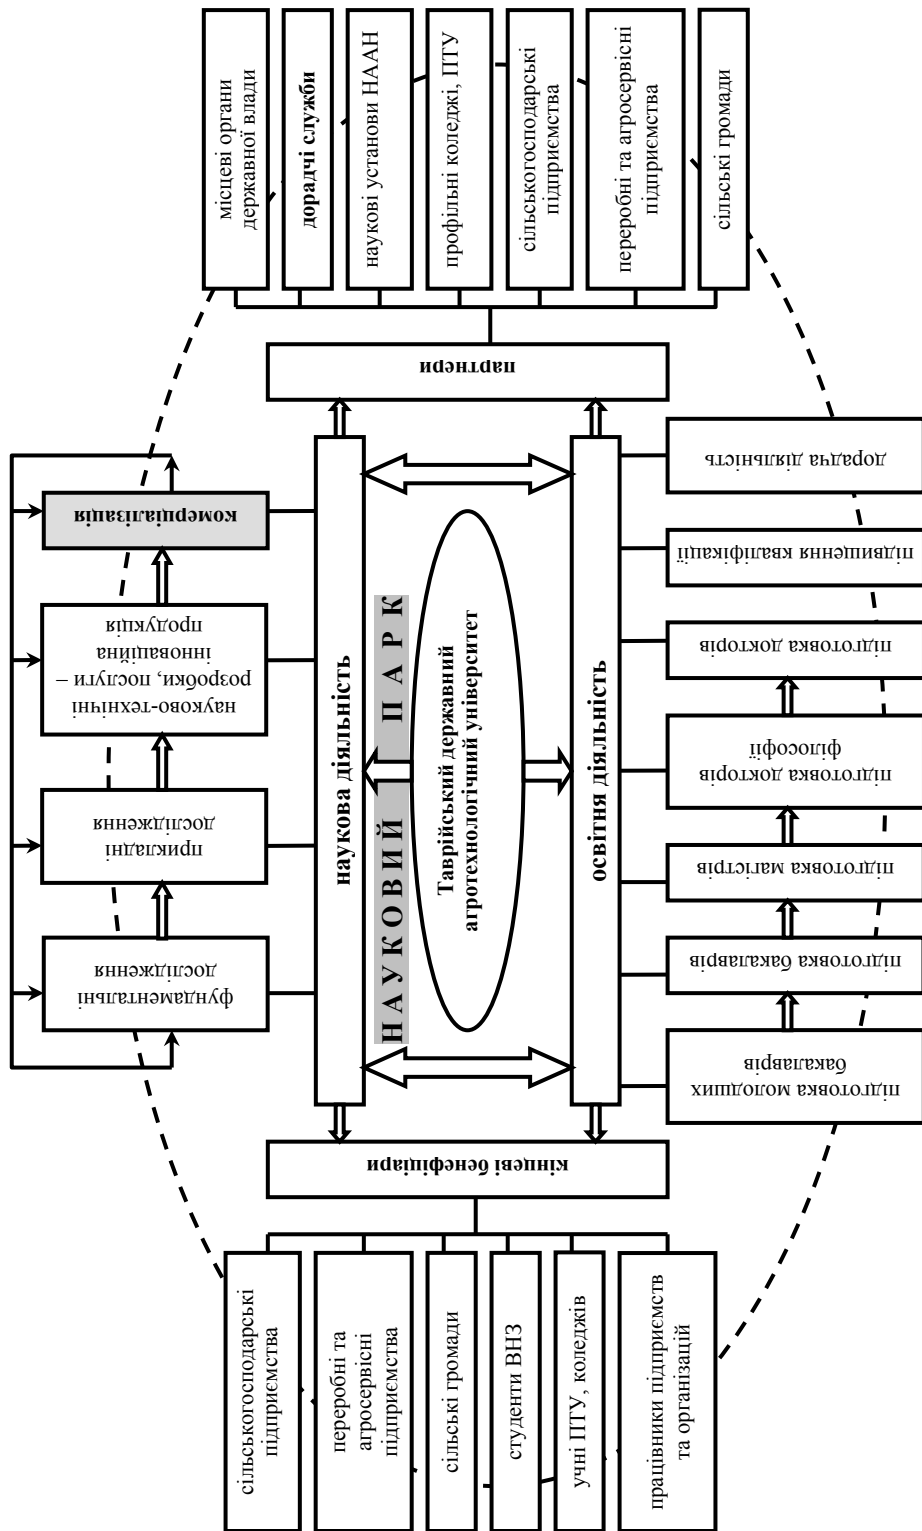 фундаментальні
дослідження
прикладні
дослідження
науково-технічні
розробки, послуги –
інноваційна
продукція
комерціалізація
сільськогосподарські
підприємства
переробні та
агросервісні
підприємства
сільські громади
студенти ВНЗ
учні ПТУ, коледжів
працівники підприємств
та організацій
кінцеві бенефіціари
наукова діяльність
НАУКОВИЙ ПАРК
Таврійський державний
агротехнологічний університет
освітня діяльність
партнери
місцеві органи
державної влади
дорадчі служби
наукові установи НААН
профільні коледжі, ПТУ
сільськогосподарські
підприємства
переробні та агросервісні
підприємства
сільські громади
підготовка молодших
бакалаврів
підготовка бакалаврів
підготовка магістрів
підготовка докторів
філософії
підготовка докторів
підвищення кваліфікації
дорадча діяльність